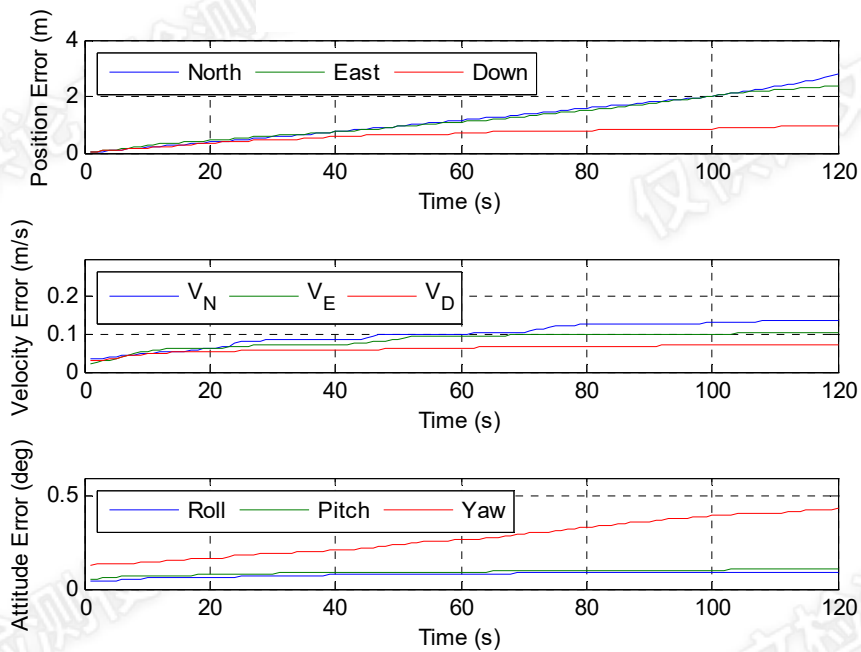 Position Error (m)
4
2
0
North East Down
0 20 40 60 80 100 120
Time (s)
Velocity Error (m/s)
0.2
0.1
0
V_N V_E V_D
0 20 40 60 80 100 120
Time (s)
Attitude Error (deg)
0.5
0
Roll Pitch Yaw
0 20 40 60 80 100 120
Time (s)